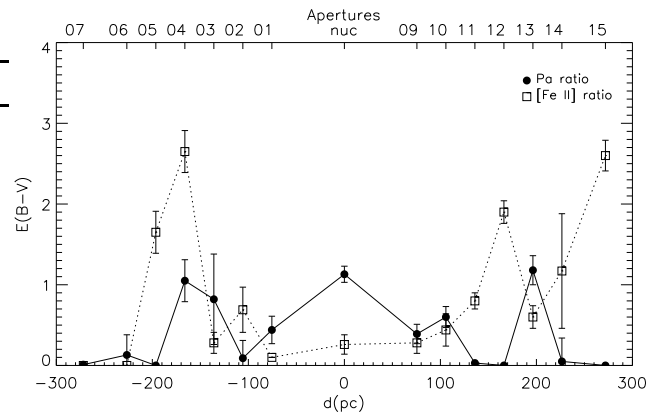 Apertures
07 06 05 04 03 02 01 nuc 09 10 11 12 13 14 15
4
Pa ratio
[Fe II] ratio
3
E(B-V)
2
1
0
-300 -200 -100 0 100 200 300
d(pc)